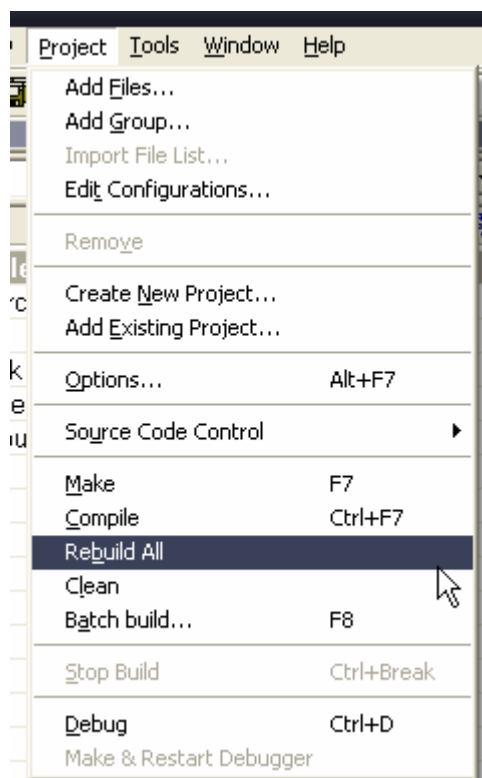 Project Tools Window Help
Add Files...
Add Group...
Import File List...
Edit Configurations...
Remove
Create New Project...
Add Existing Project...
Options... Alt+F7
Source Code Control
Make F7
Compile Ctrl+F7
Rebuild All
Clean
Batch build... F8
Stop Build Ctrl+Break
Debug Ctrl+D
Make & Restart Debugger